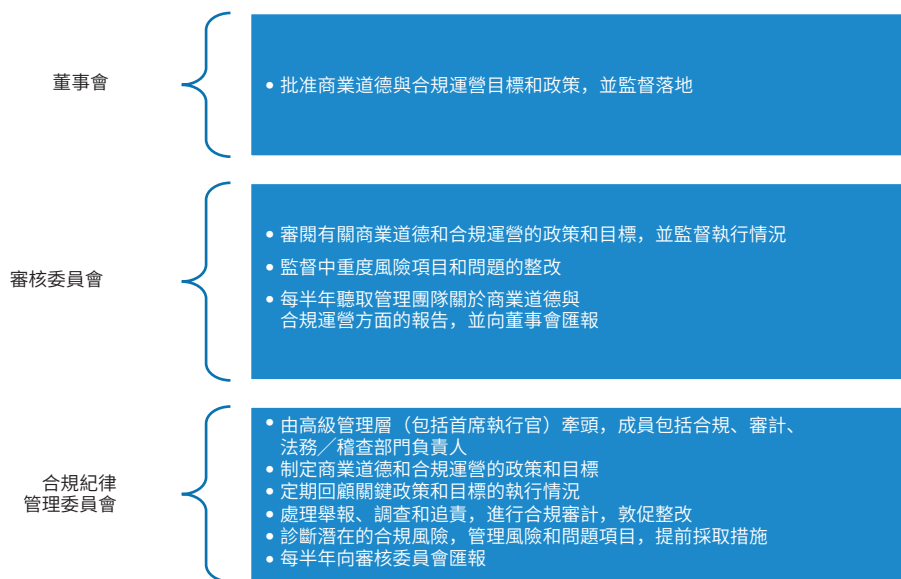 董事會
• 批准商業道德與合規運營目標和政策，並監督落地
審核委員會
• 審閱有關商業道德和合規運營的政策和目標，並監督執行情況
• 監督中重度風險項目和問題的整改
• 每半年聽取管理團隊關於商業道德與
合規運營方面的報告，並向董事會匯報
合規紀律
管理委員會
• 由高級管理層（包括首席執行官）牽頭，成員包括合規、審計、
法務／稽查部門負責人
• 制定商業道德和合規運營的政策和目標
• 定期回顧關鍵政策和目標的執行情況
• 處理舉報、調查和追責，進行合規審計，敦促整改
• 診斷潛在的合規風險，管理風險和問題項目，提前採取措施
• 每半年向審核委員會匯報